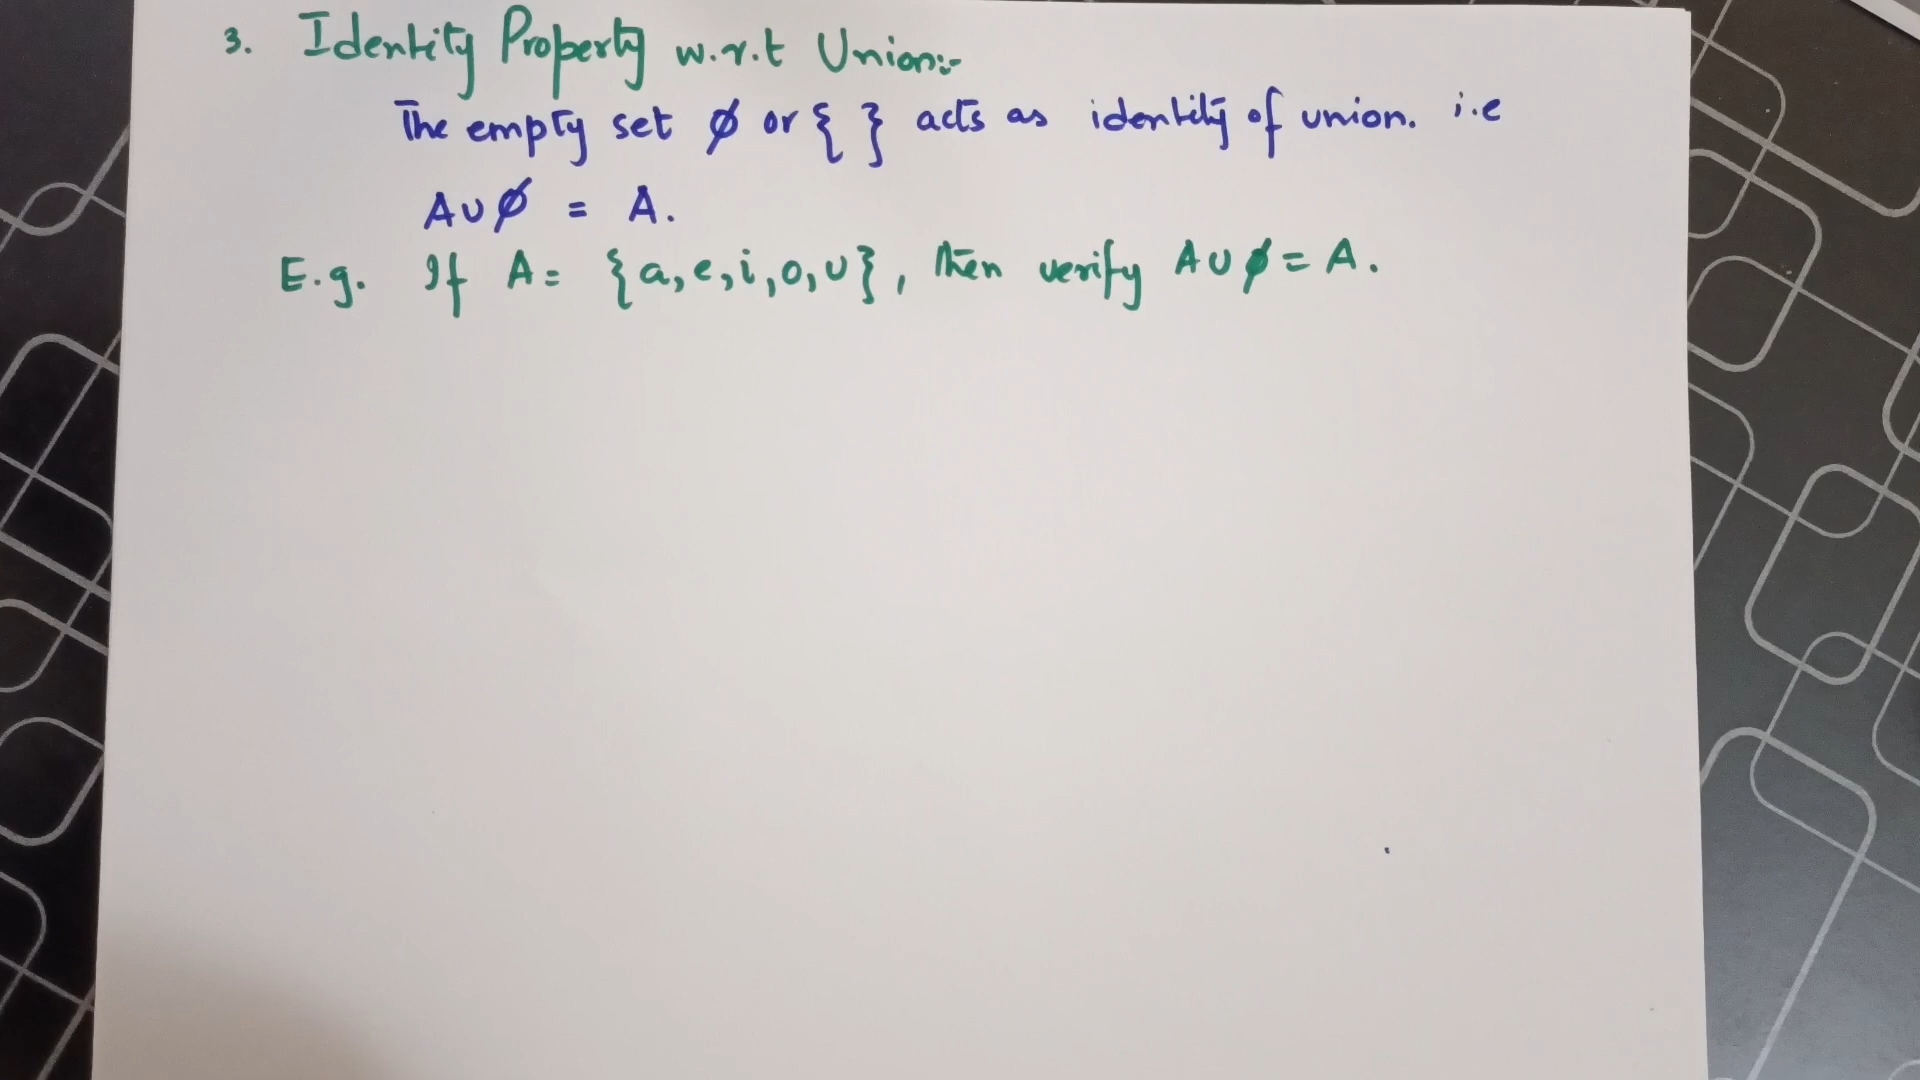 3. Identity Property w.r.t Union:-
The empty set ∅ or { } acts as identity of union. i.e
A∪∅ = A.
E.g. If A = {a,e,i,o,u}, then verify A∪∅ = A.